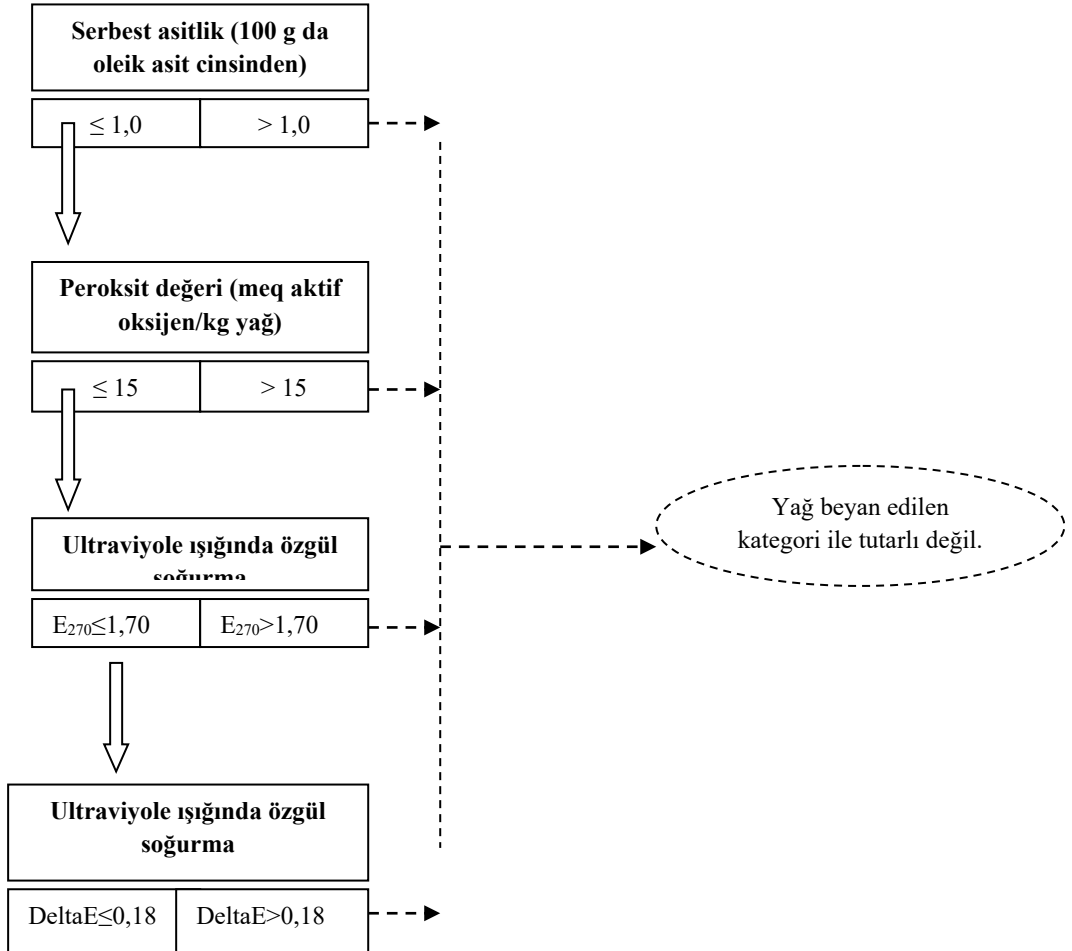 Serbest asitlik (100 g da
oleik asit cinsinden)
≤ 1,0
> 1,0
Peroksit değeri (meq aktif
oksijen/kg yağ)
≤ 15
> 15
Ultraviyole ışığında özgül
soğurma
E270≤1,70
E270>1,70
Yağ beyan edilen
kategori ile tutarlı değil.
Ultraviyole ışığında özgül
soğurma
DeltaE≤0,18
DeltaE>0,18